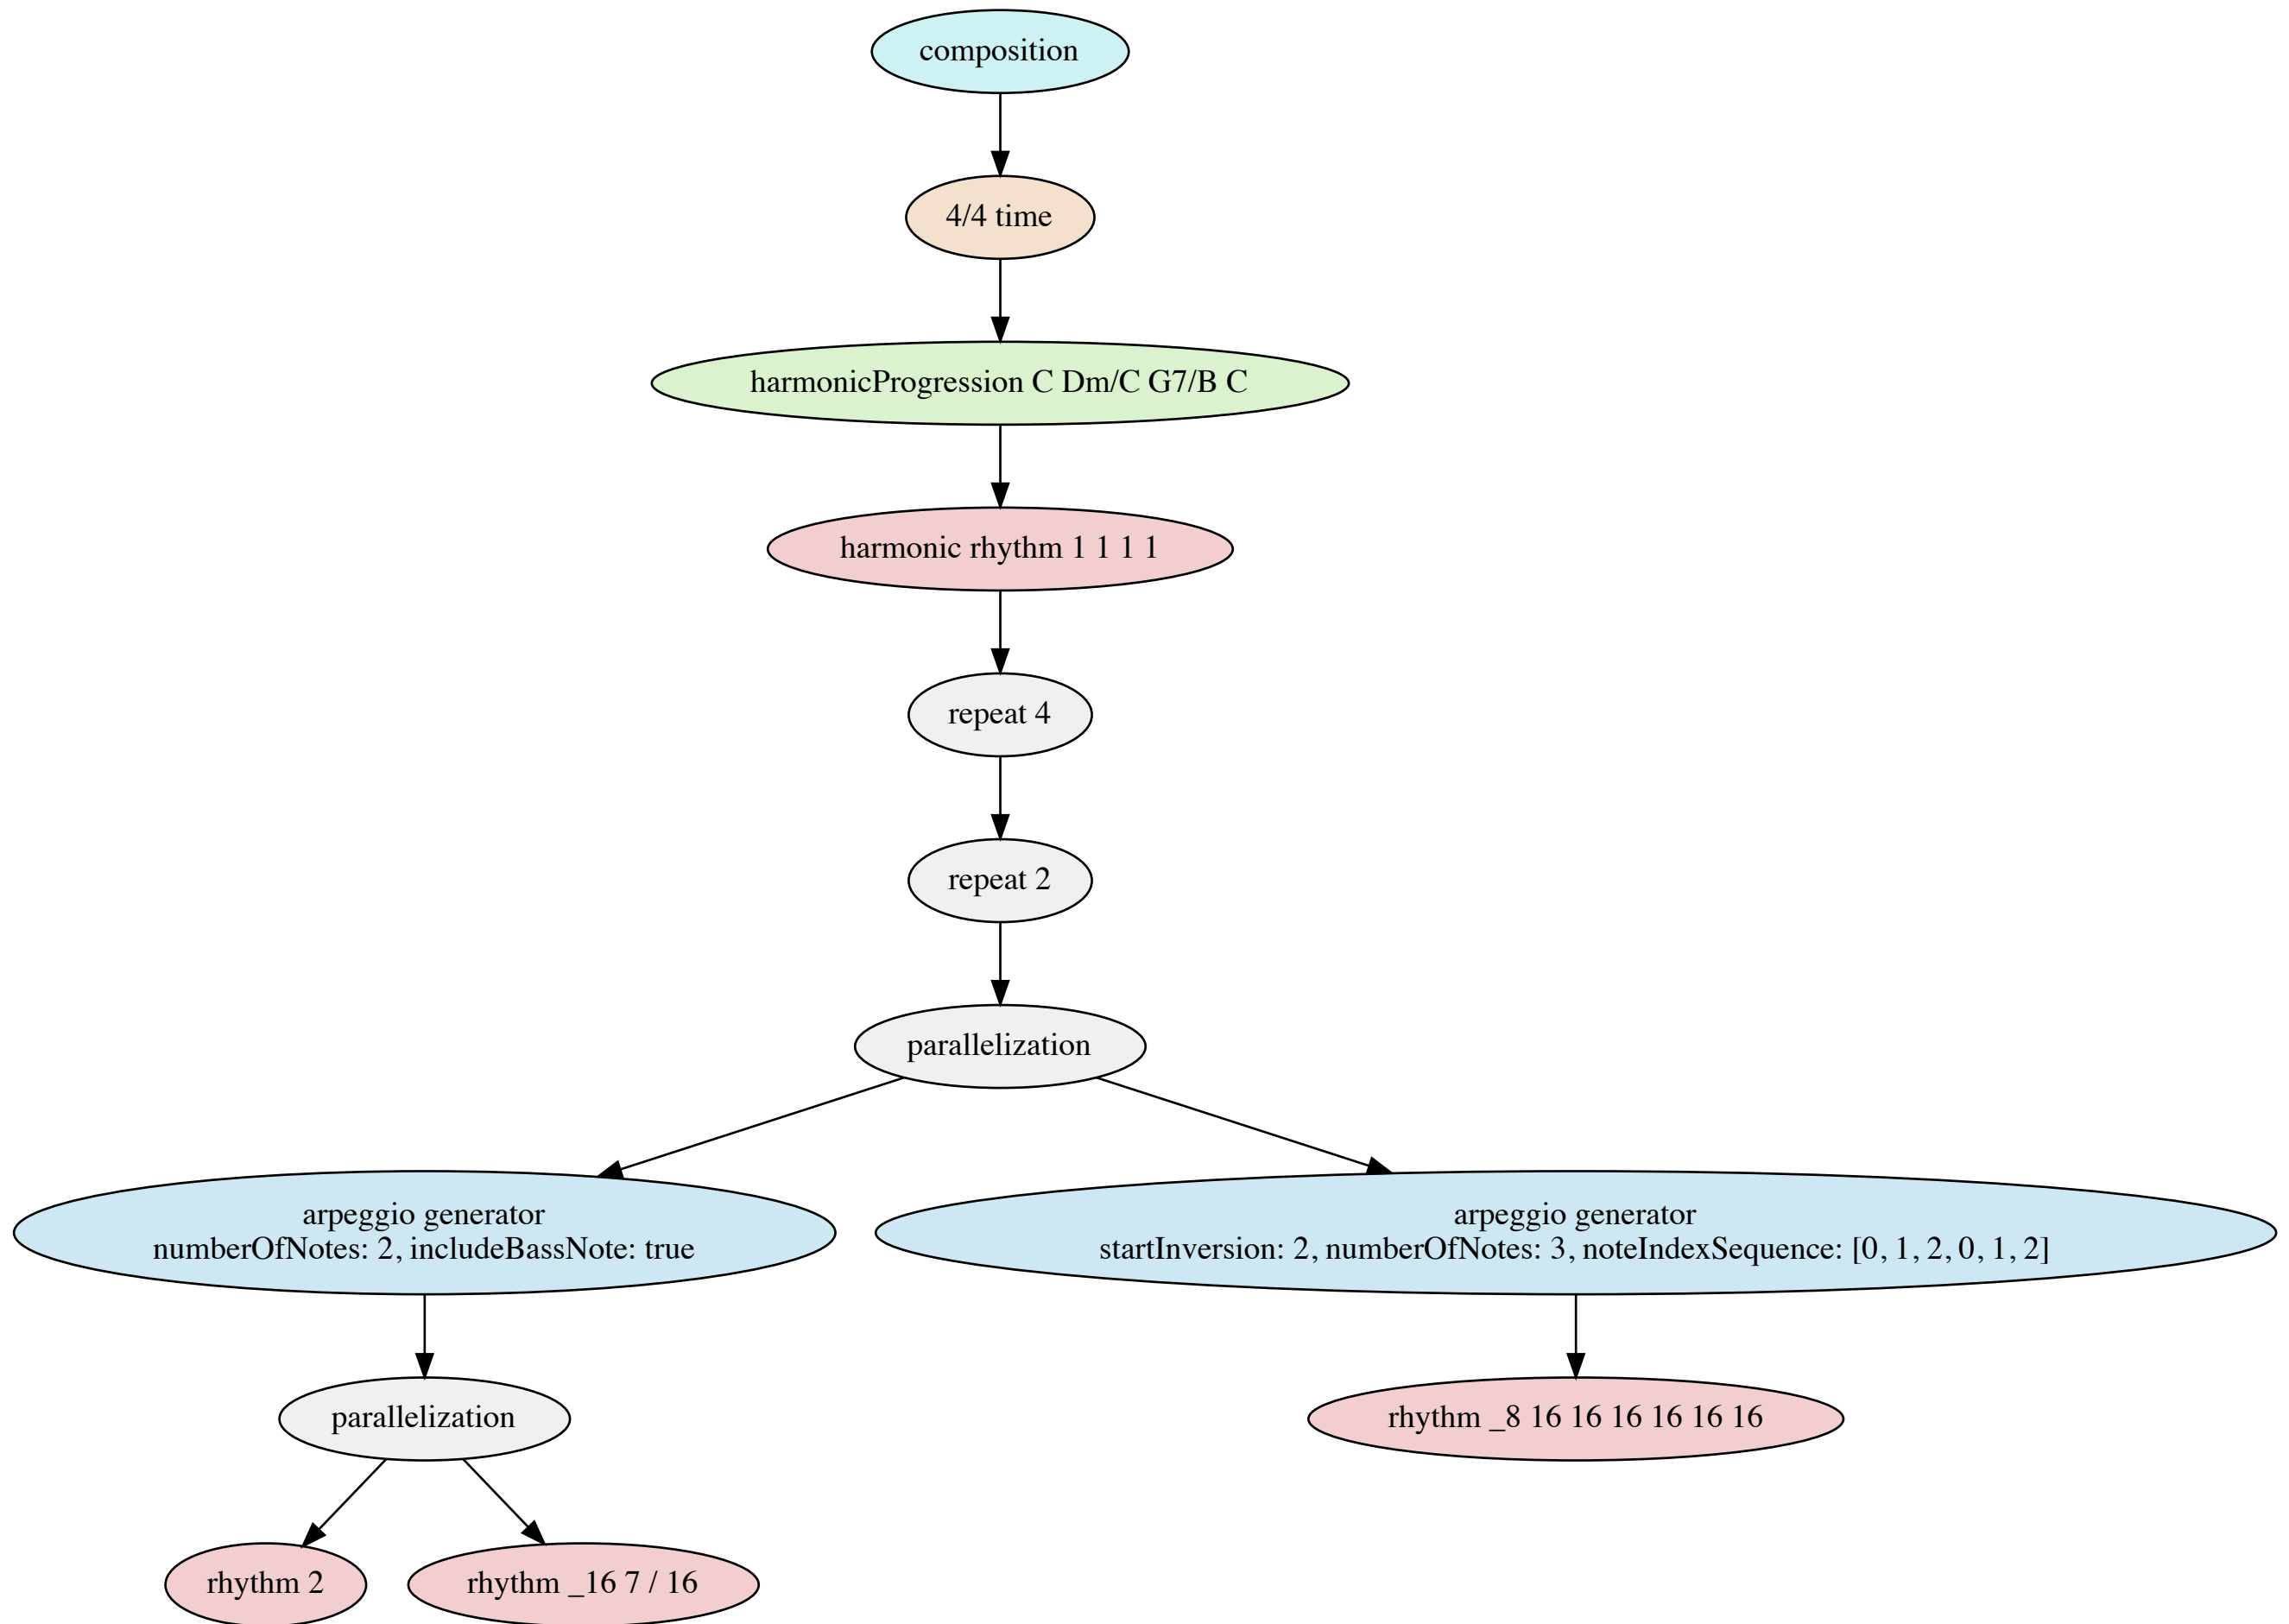 composition
4/4 time
harmonicProgression C Dm/C G7/B C
harmonic rhythm 1 1 1 1
repeat 4
repeat 2
parallelization
arpeggio generator
numberOfNotes: 2, includeBassNote: true
arpeggio generator
startInversion: 2, numberOfNotes: 3, noteIndexSequence: [0, 1, 2, 0, 1, 2]
parallelization
rhythm _8 16 16 16 16 16 16
rhythm 2
rhythm _16 7 / 16